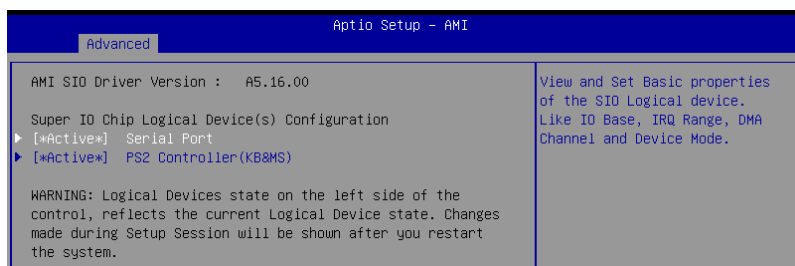 Aptio Setup – AMI
Advanced
AMI SIO Driver Version : A5.16.00
Super IO Chip Logical Device(s) Configuration
[*Active*] Serial Port
[*Active*] PS2 Controller(KB&MS)
WARNING: Logical Devices state on the left side of the
control, reflects the current Logical Device state. Changes
made during Setup Session will be shown after you restart
the system.
View and Set Basic properties
of the SIO Logical device.
Like IO Base, IRQ Range, DMA
Channel and Device Mode.